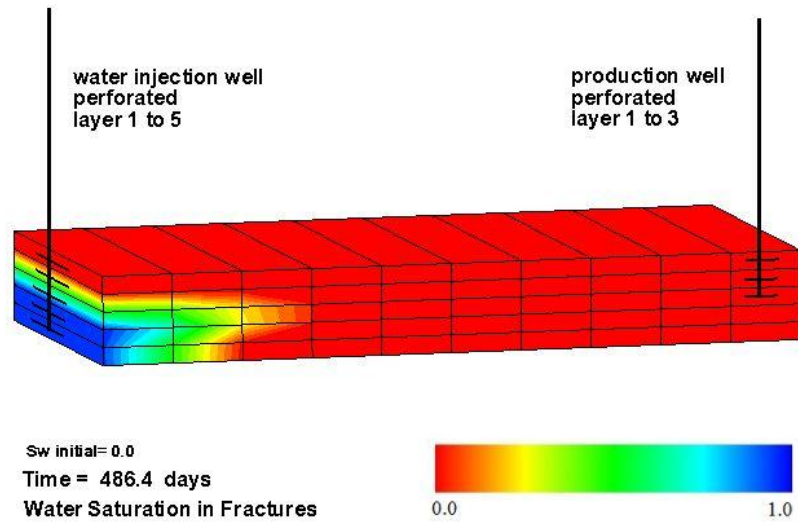 water injection well
perforated
layer 1 to 5
production well
perforated
layer 1 to 3
Sw initial= 0.0
Time = 486.4 days
Water Saturation in Fractures
0.0
1.0